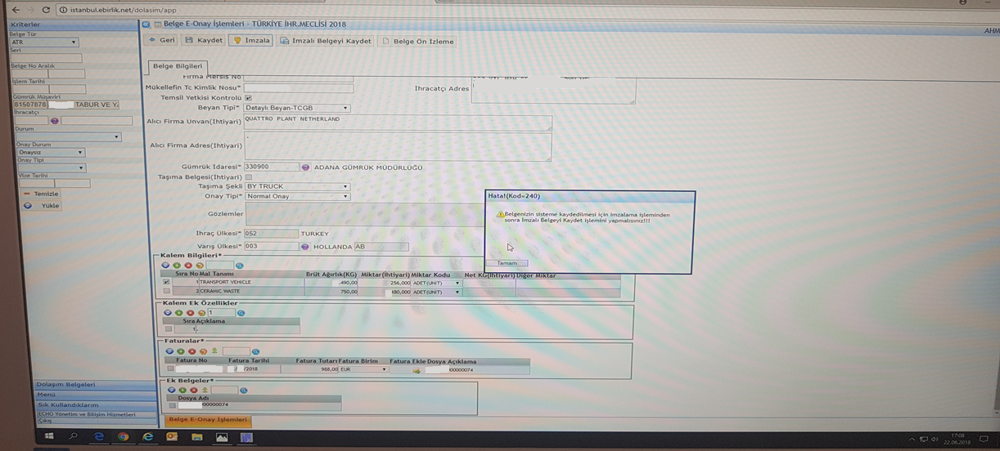 istanbul.ebirlik.net/dolasim/app
Kriterler
Belge Tür
ATR
Seri
Belge No Aralık
İşlem Tarihi
Gümrük Müşaviri
81507878 TABUR VE YA
İhracatçı
Durum
Onay Durum
Onaysız
Onay Tipi
Vize Tarihi
Temizle
Yükle
Dolaşım Belgeleri
Menü
Sık Kullandıklarım
ECHO Yönetim ve Bilişim Hizmetleri
Çıkış
Belge E-Onay İşlemleri - TÜRKİYE İHR.MECLİSİ 2018
AHM
Geri Kaydet İmzala İmzalı Belgeyi Kaydet Belge Ön İzleme
Belge Bilgileri
Firma Mersis No
Mükellefin Tc Kimlik Nosu*
İhracatçı Adres
Temsil Yetkisi Kontrolü
Beyan Tipi* Detaylı Beyan-TCGB
Alıcı Firma Unvan(İhtiyari) QUATTRO PLANT NETHERLAND
Alıcı Firma Adres(İhtiyari) -
Gümrük İdaresi* 330900 ADANA GÜMRÜK MÜDÜRLÜĞÜ
Taşıma Belgesi(İhtiyari)
Taşıma Şekli BY TRUCK
Onay Tipi* Normal Onay
Gözlemler
İhraç Ülkesi* 052 TURKEY
Varış Ülkesi* 003 HOLLANDA AB
Hata!(Kod=240)
Belgenizin sisteme kaydedilmesi için imzalama işleminden
sonra İmzalı Belgeyi Kaydet işlemini yapmalısınız!!!
Tamam
Kalem Bilgileri*
Sıra No Mal Tanımı Brüt Ağırlık(KG) Miktar(İhtiyari) Miktar Kodu Net KG(İhtiyari) Diğer Miktar
1 TRANSPORT VEHICLE .490,00 256,000 ADET(UNIT)
2 CERAMIC WASTE 750,00 480,000 ADET(UNIT)
Kalem Ek Özellikler
1
Sıra Açıklama
1 .
Faturalar*
Fatura No Fatura Tarihi Fatura Tutarı Fatura Birim Fatura Ekle Dosya Açıklama
/ /2018 988,00 EUR 00000074
Ek Belgeler*
Dosya Adı
00000074
Belge E-Onay İşlemleri
17:08
22.06.2018